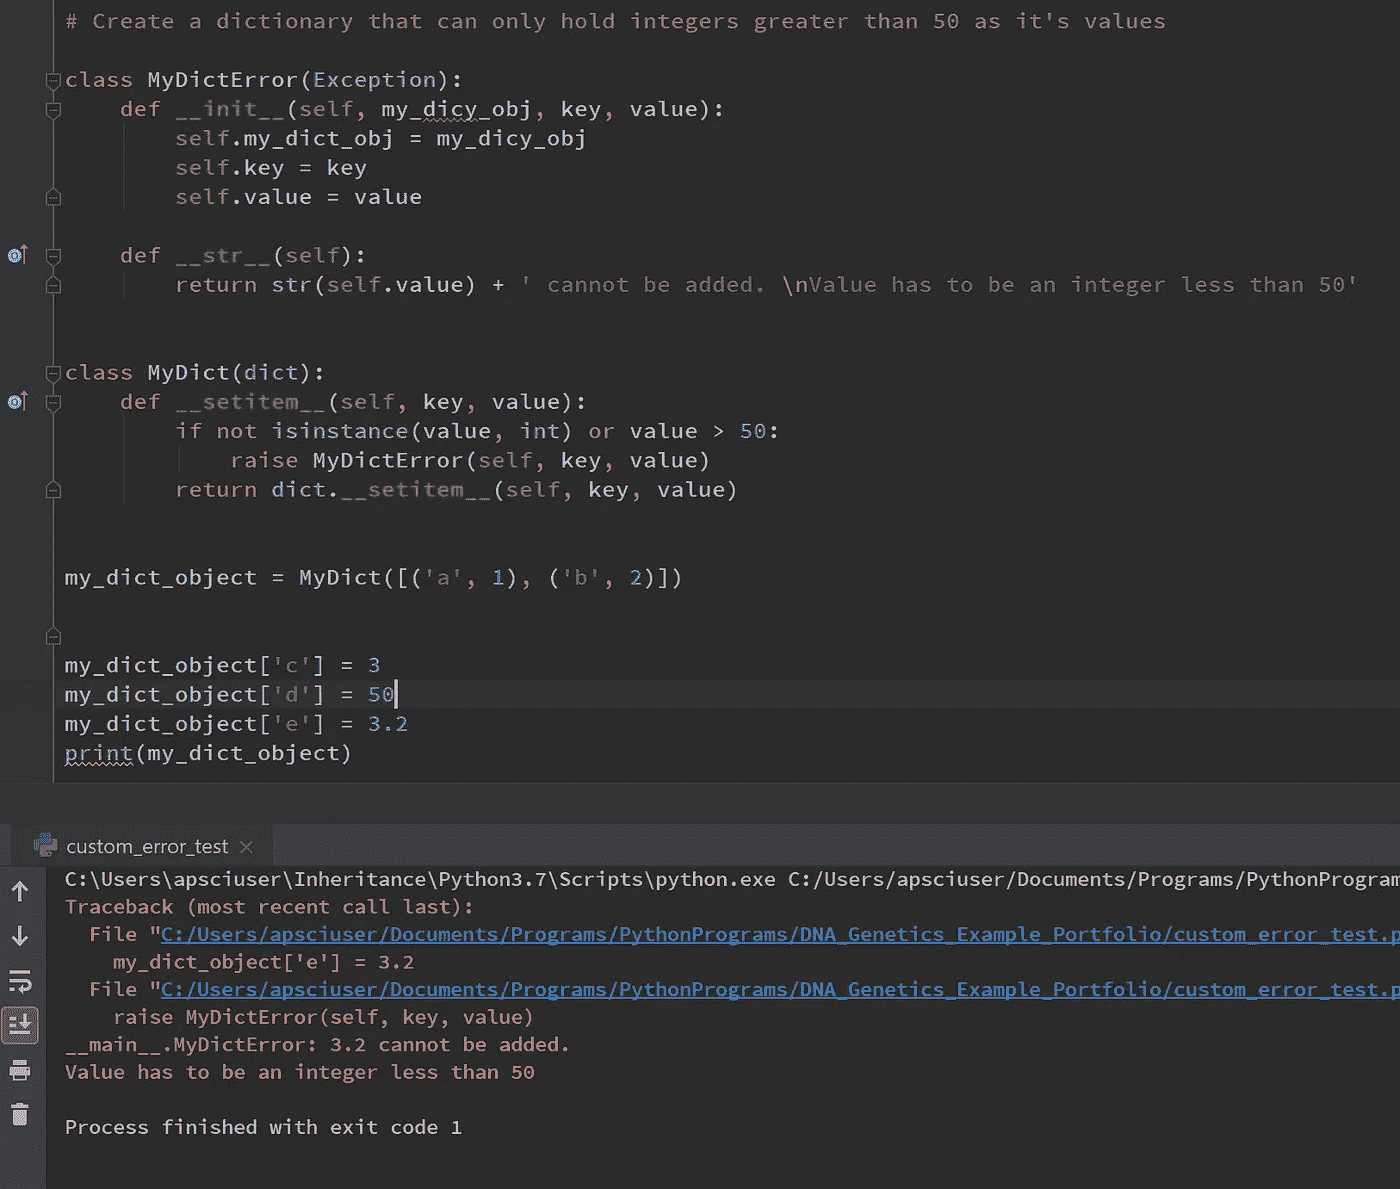 # Create a dictionary that can only hold integers greater than 50 as it's values
class MyDictError(Exception):
    def __init__(self, my_dicy_obj, key, value):
        self.my_dict_obj = my_dicy_obj
        self.key = key
        self.value = value
    def __str__(self):
        return str(self.value) + ' cannot be added. \nValue has to be an integer less than 50'
class MyDict(dict):
    def __setitem__(self, key, value):
        if not isinstance(value, int) or value > 50:
            raise MyDictError(self, key, value)
        return dict.__setitem__(self, key, value)
my_dict_object = MyDict([('a', 1), ('b', 2)])
my_dict_object['c'] = 3
my_dict_object['d'] = 50
my_dict_object['e'] = 3.2
print(my_dict_object)
custom_error_test
C:\Users\apsciuser\Inheritance\Python3.7\Scripts\python.exe C:/Users/apsciuser/Documents/Programs/PythonProgram
Traceback (most recent call last):
  File "C:/Users/apsciuser/Documents/Programs/PythonPrograms/DNA_Genetics_Example_Portfolio/custom_error_test.p
    my_dict_object['e'] = 3.2
  File "C:/Users/apsciuser/Documents/Programs/PythonPrograms/DNA_Genetics_Example_Portfolio/custom_error_test.p
    raise MyDictError(self, key, value)
__main__.MyDictError: 3.2 cannot be added.
Value has to be an integer less than 50
Process finished with exit code 1